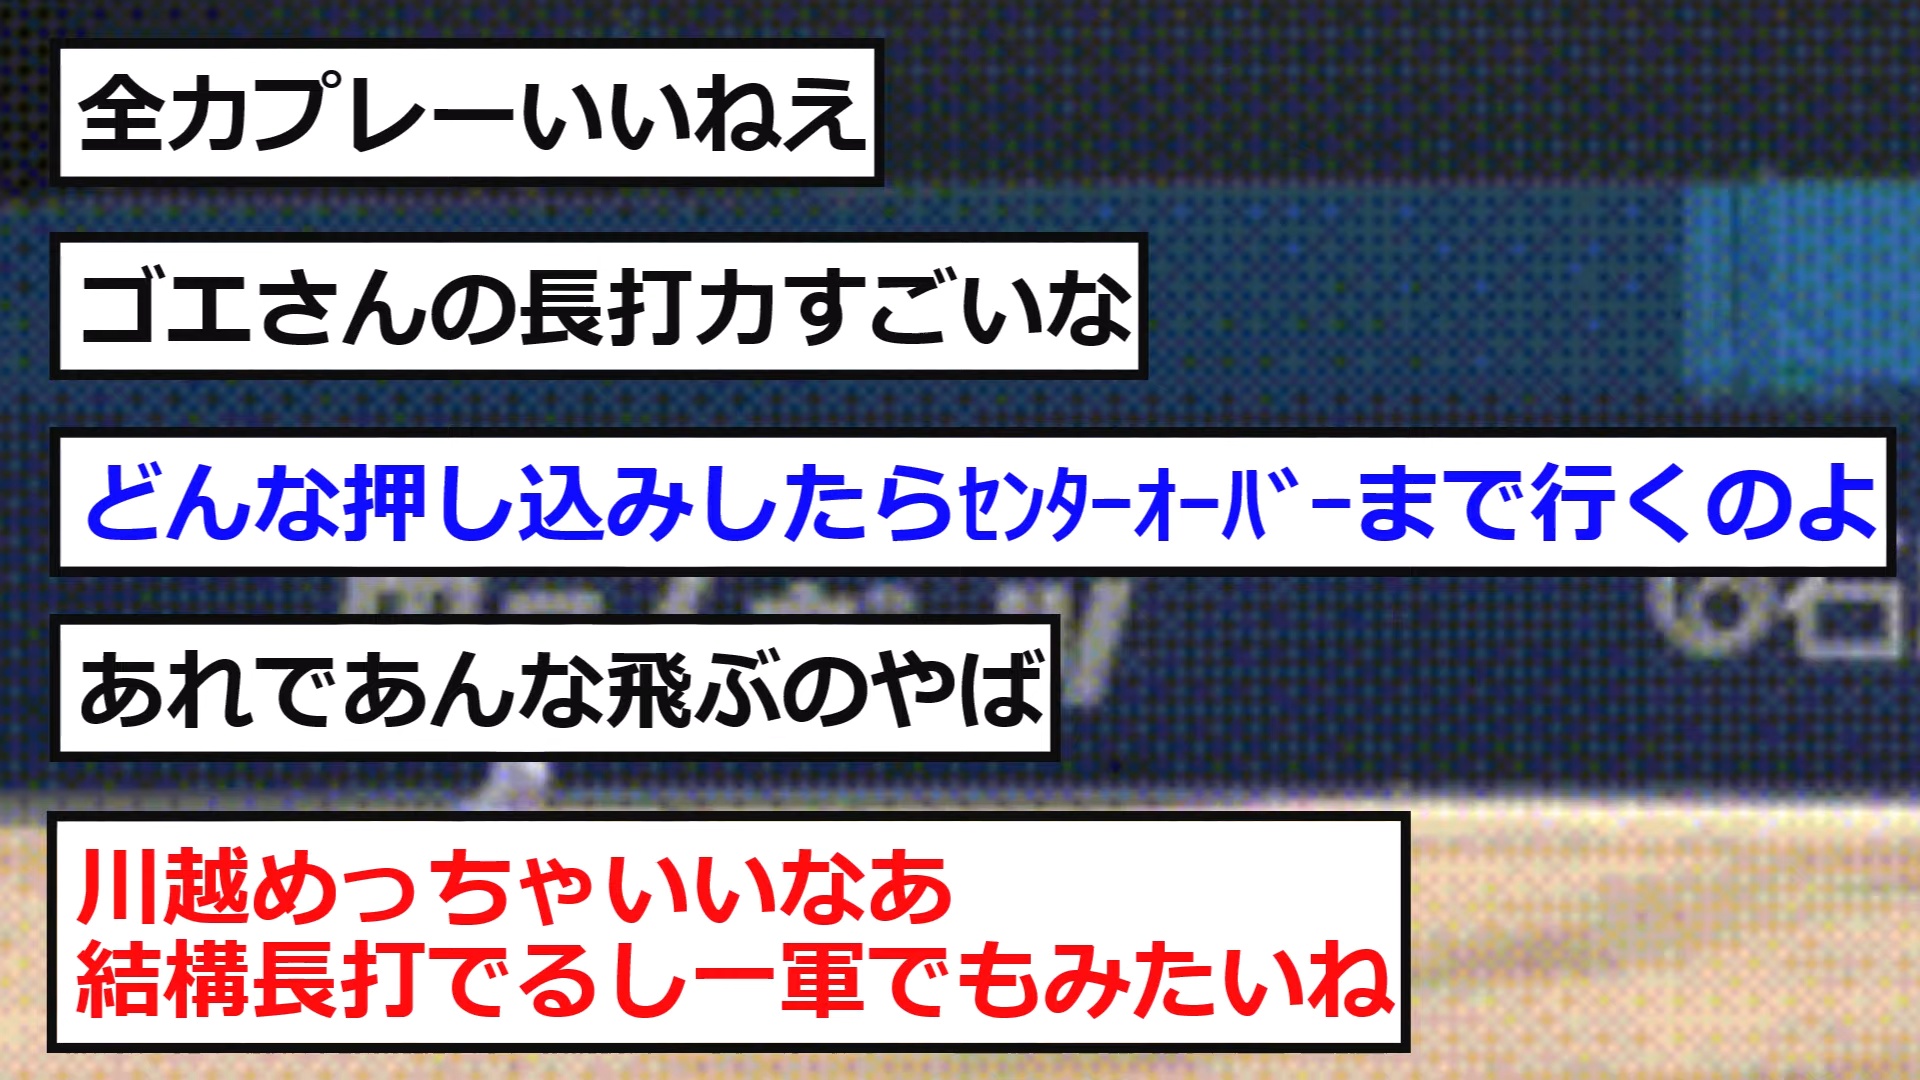 全力プレーいいねえ
ゴエさんの長打力すごいな
どんな押し込みしたらｾﾝﾀｰｵｰﾊﾞｰまで行くのよ
あれであんな飛ぶのやば
川越めっちゃいいなあ
結構長打でるし一軍でもみたいね